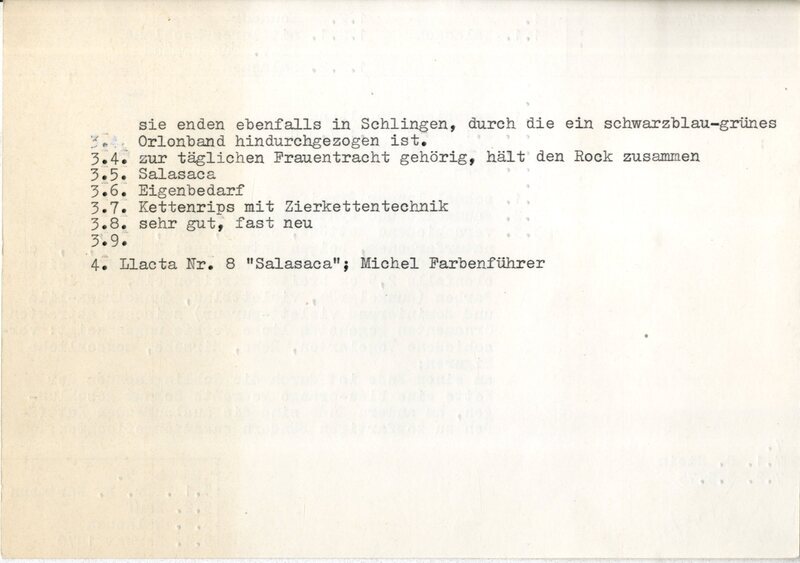 sie enden ebenfalls in Schlingen, durch die ein schwarzblau-grünes
Orlonband hindurchgezogen ist.
3.4. zur täglichen Frauentracht gehörig, hält den Rock zusammen
3.5. Salasaca
3.6. Eigenbedarf
3.7. Kettenrips mit Zierkettentechnik
3.8. sehr gut, fast neu
3.9.
4. Llacta Nr. 8 "Salasaca"; Michel Farbenführer